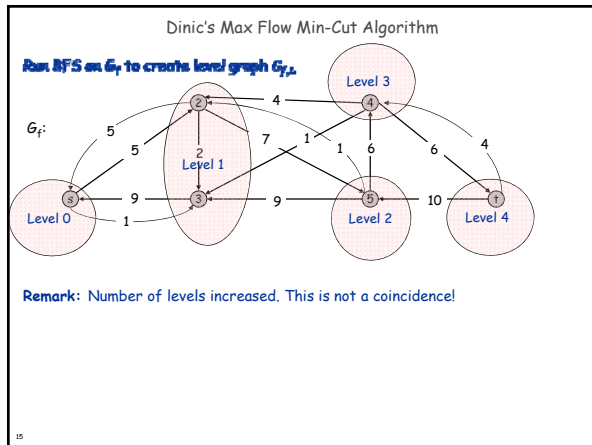 Dinic's Max Flow Min-Cut Algorithm
Run BFS on Gf to create level graph Gf,L
Level 3
2
4
4
Gf:
5
5
7
1
4
2
1
6
6
Level 1
s
9
3
9
5
10
t
Level 0
1
Level 2
Level 4
Remark: Number of levels increased. This is not a coincidence!
15